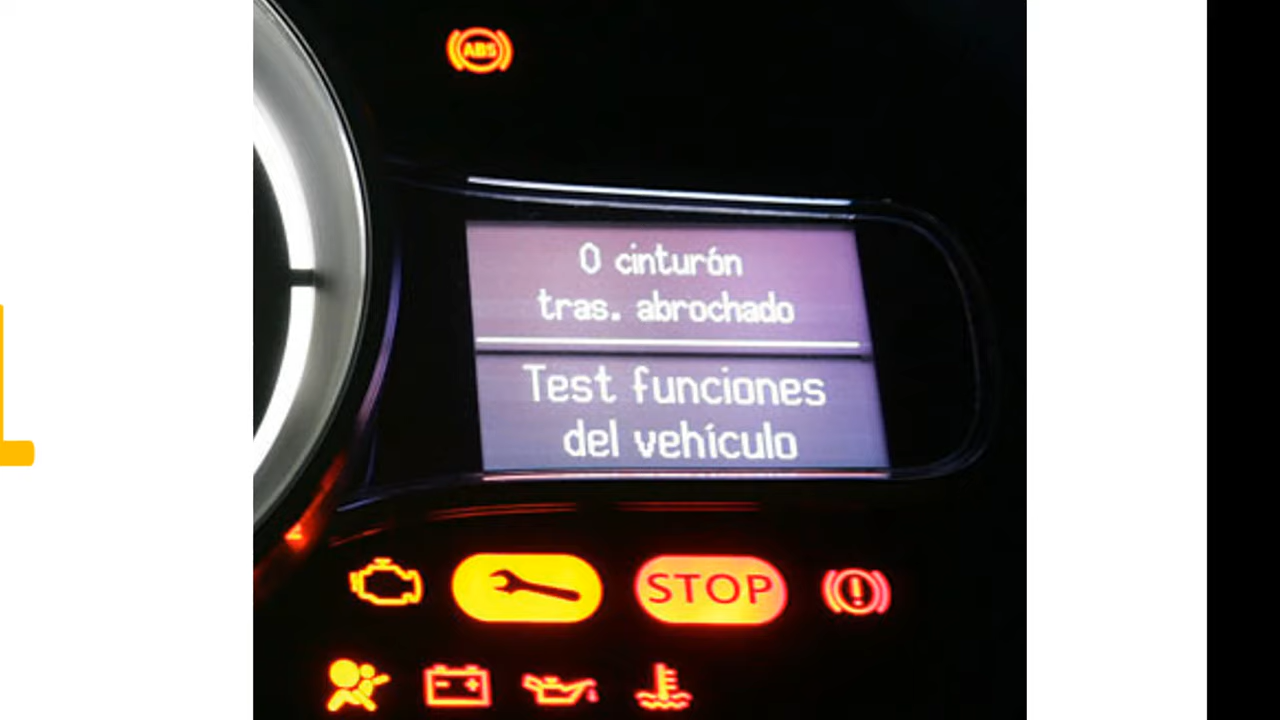 ABS
0 cinturón
tras. abrochado
Test funciones
del vehículo
STOP